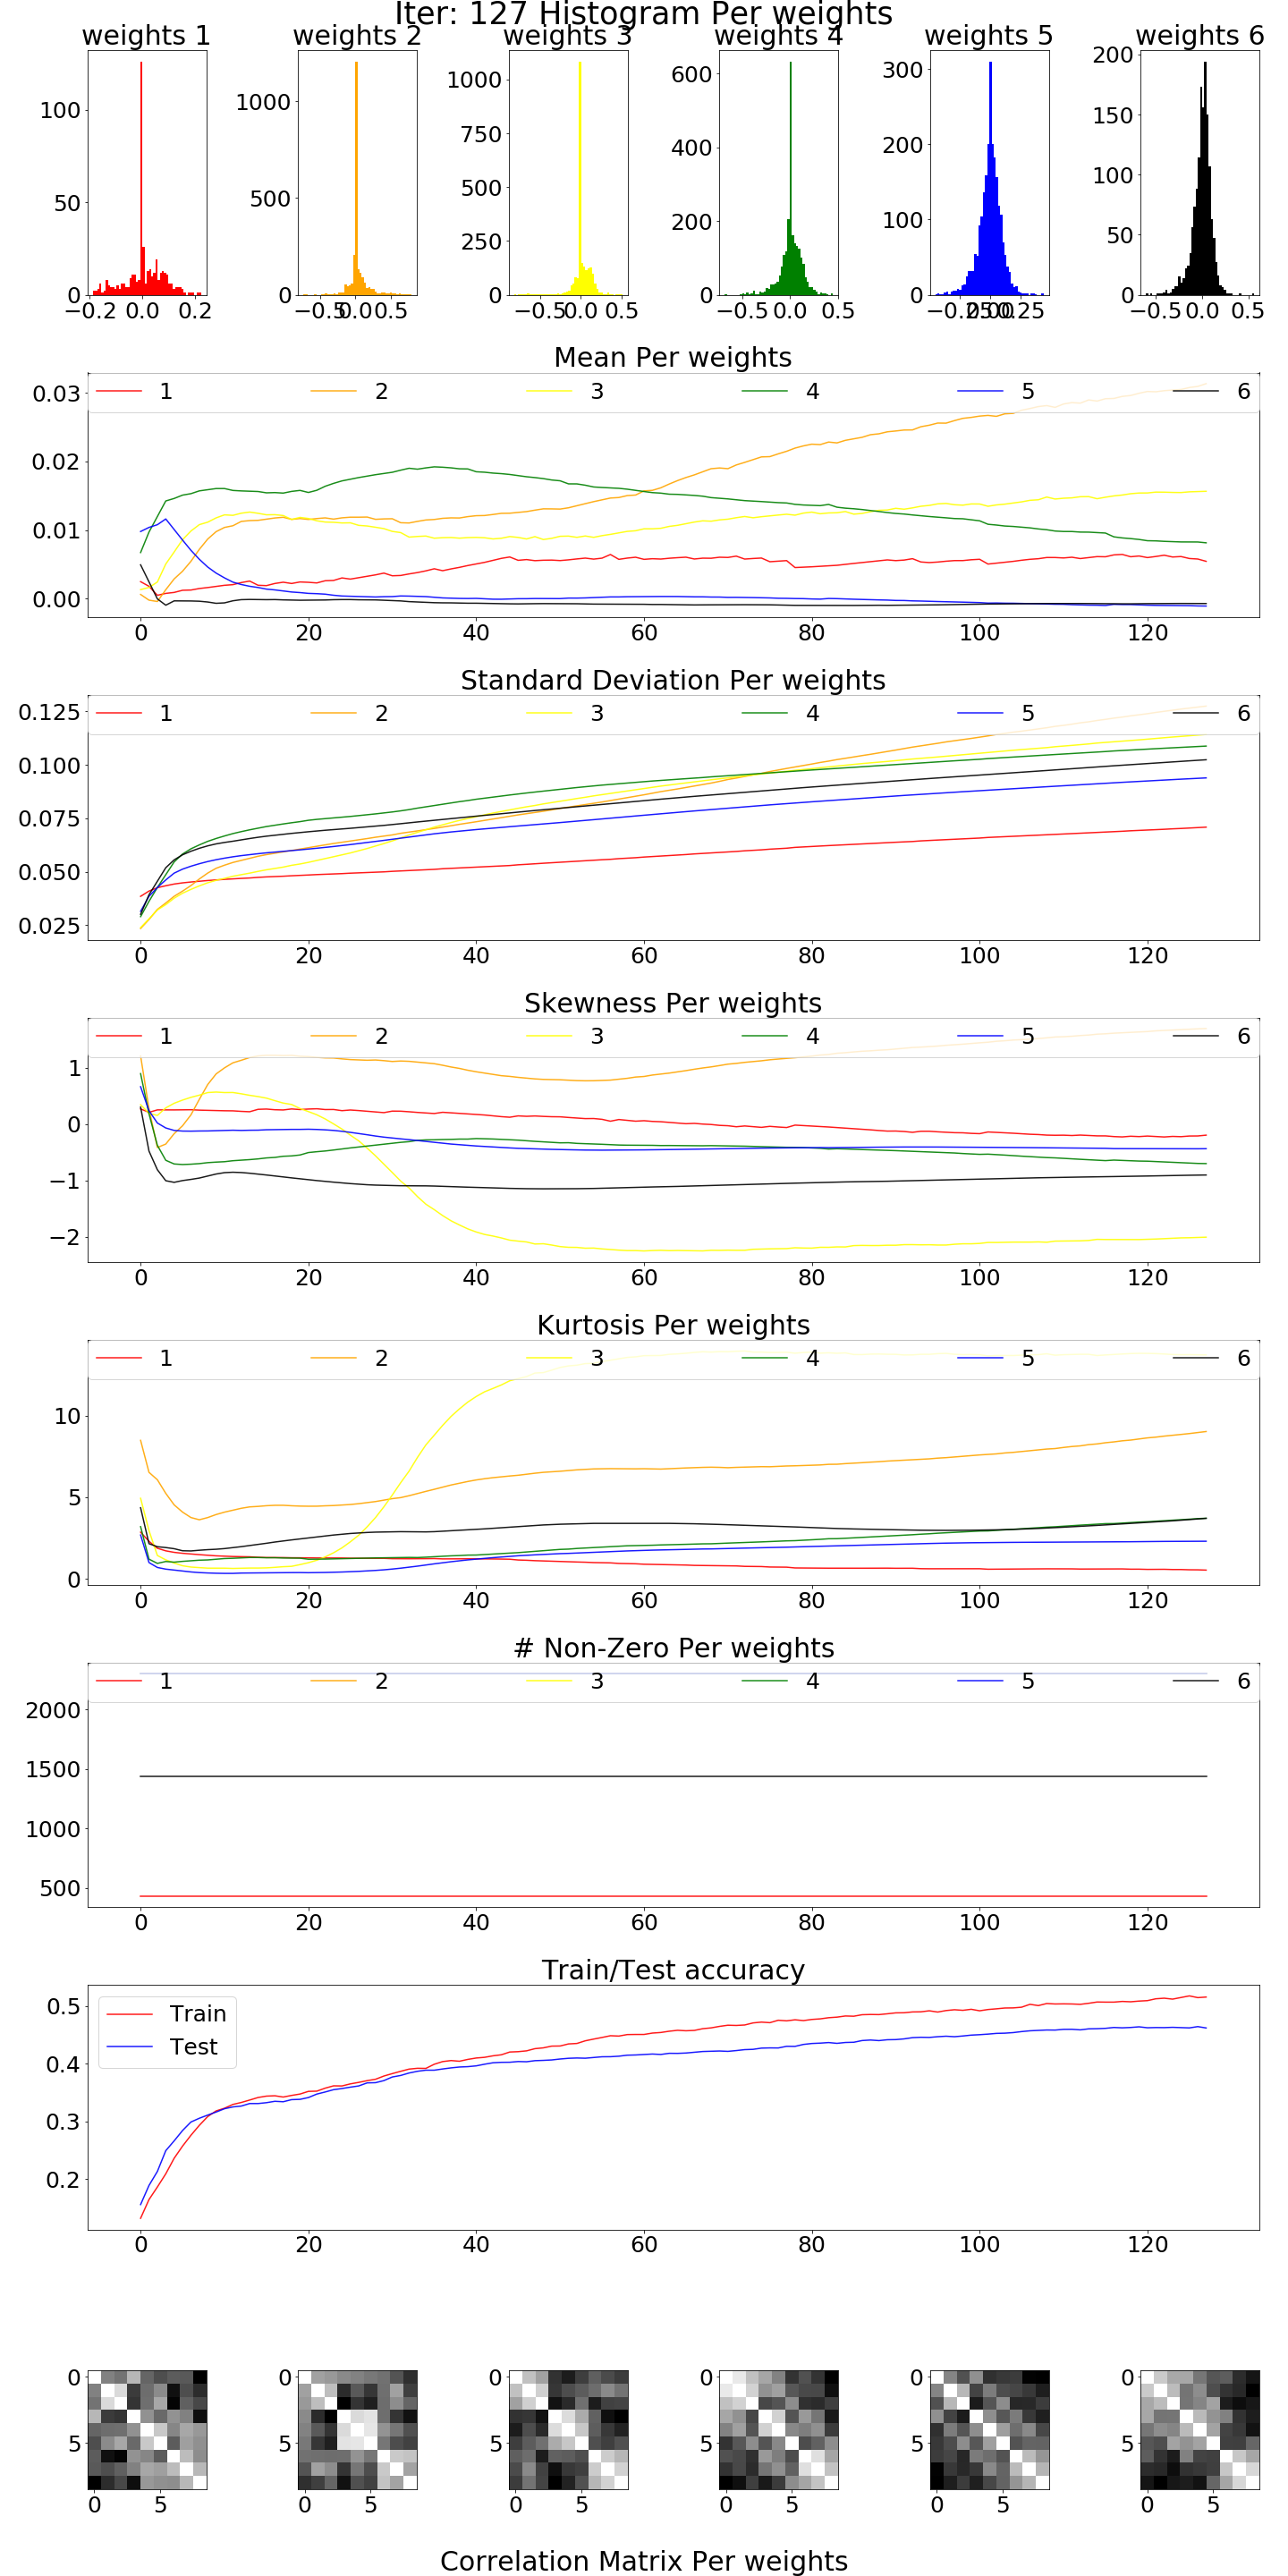 Iter: 127 Histogram Per weights
weights 1 weights 2 weights 3 weights 4 weights 5 weights 6
100
50
0
−0.2 0.0 0.2
1000
500
0
−0.5 0.0 0.5
1000
750
500
250
0
−0.5 0.0 0.5
600
400
200
0
−0.5 0.0 0.5
300
200
100
0
−0.25 0.00 0.25
200
150
100
50
0
−0.5 0.0 0.5
Mean Per weights
1 2 3 4 5 6
0.03
0.02
0.01
0.00
0 20 40 60 80 100 120
Standard Deviation Per weights
1 2 3 4 5 6
0.125
0.100
0.075
0.050
0.025
0 20 40 60 80 100 120
Skewness Per weights
1 2 3 4 5 6
1
0
−1
−2
0 20 40 60 80 100 120
Kurtosis Per weights
1 2 3 4 5 6
10
5
0
0 20 40 60 80 100 120
# Non-Zero Per weights
1 2 3 4 5 6
2000
1500
1000
500
0 20 40 60 80 100 120
Train/Test accuracy
Train
Test
0.5
0.4
0.3
0.2
0 20 40 60 80 100 120
0 0 0 0 0 0
5 5 5 5 5 5
0 5 0 5 0 5 0 5 0 5 0 5
Correlation Matrix Per weights